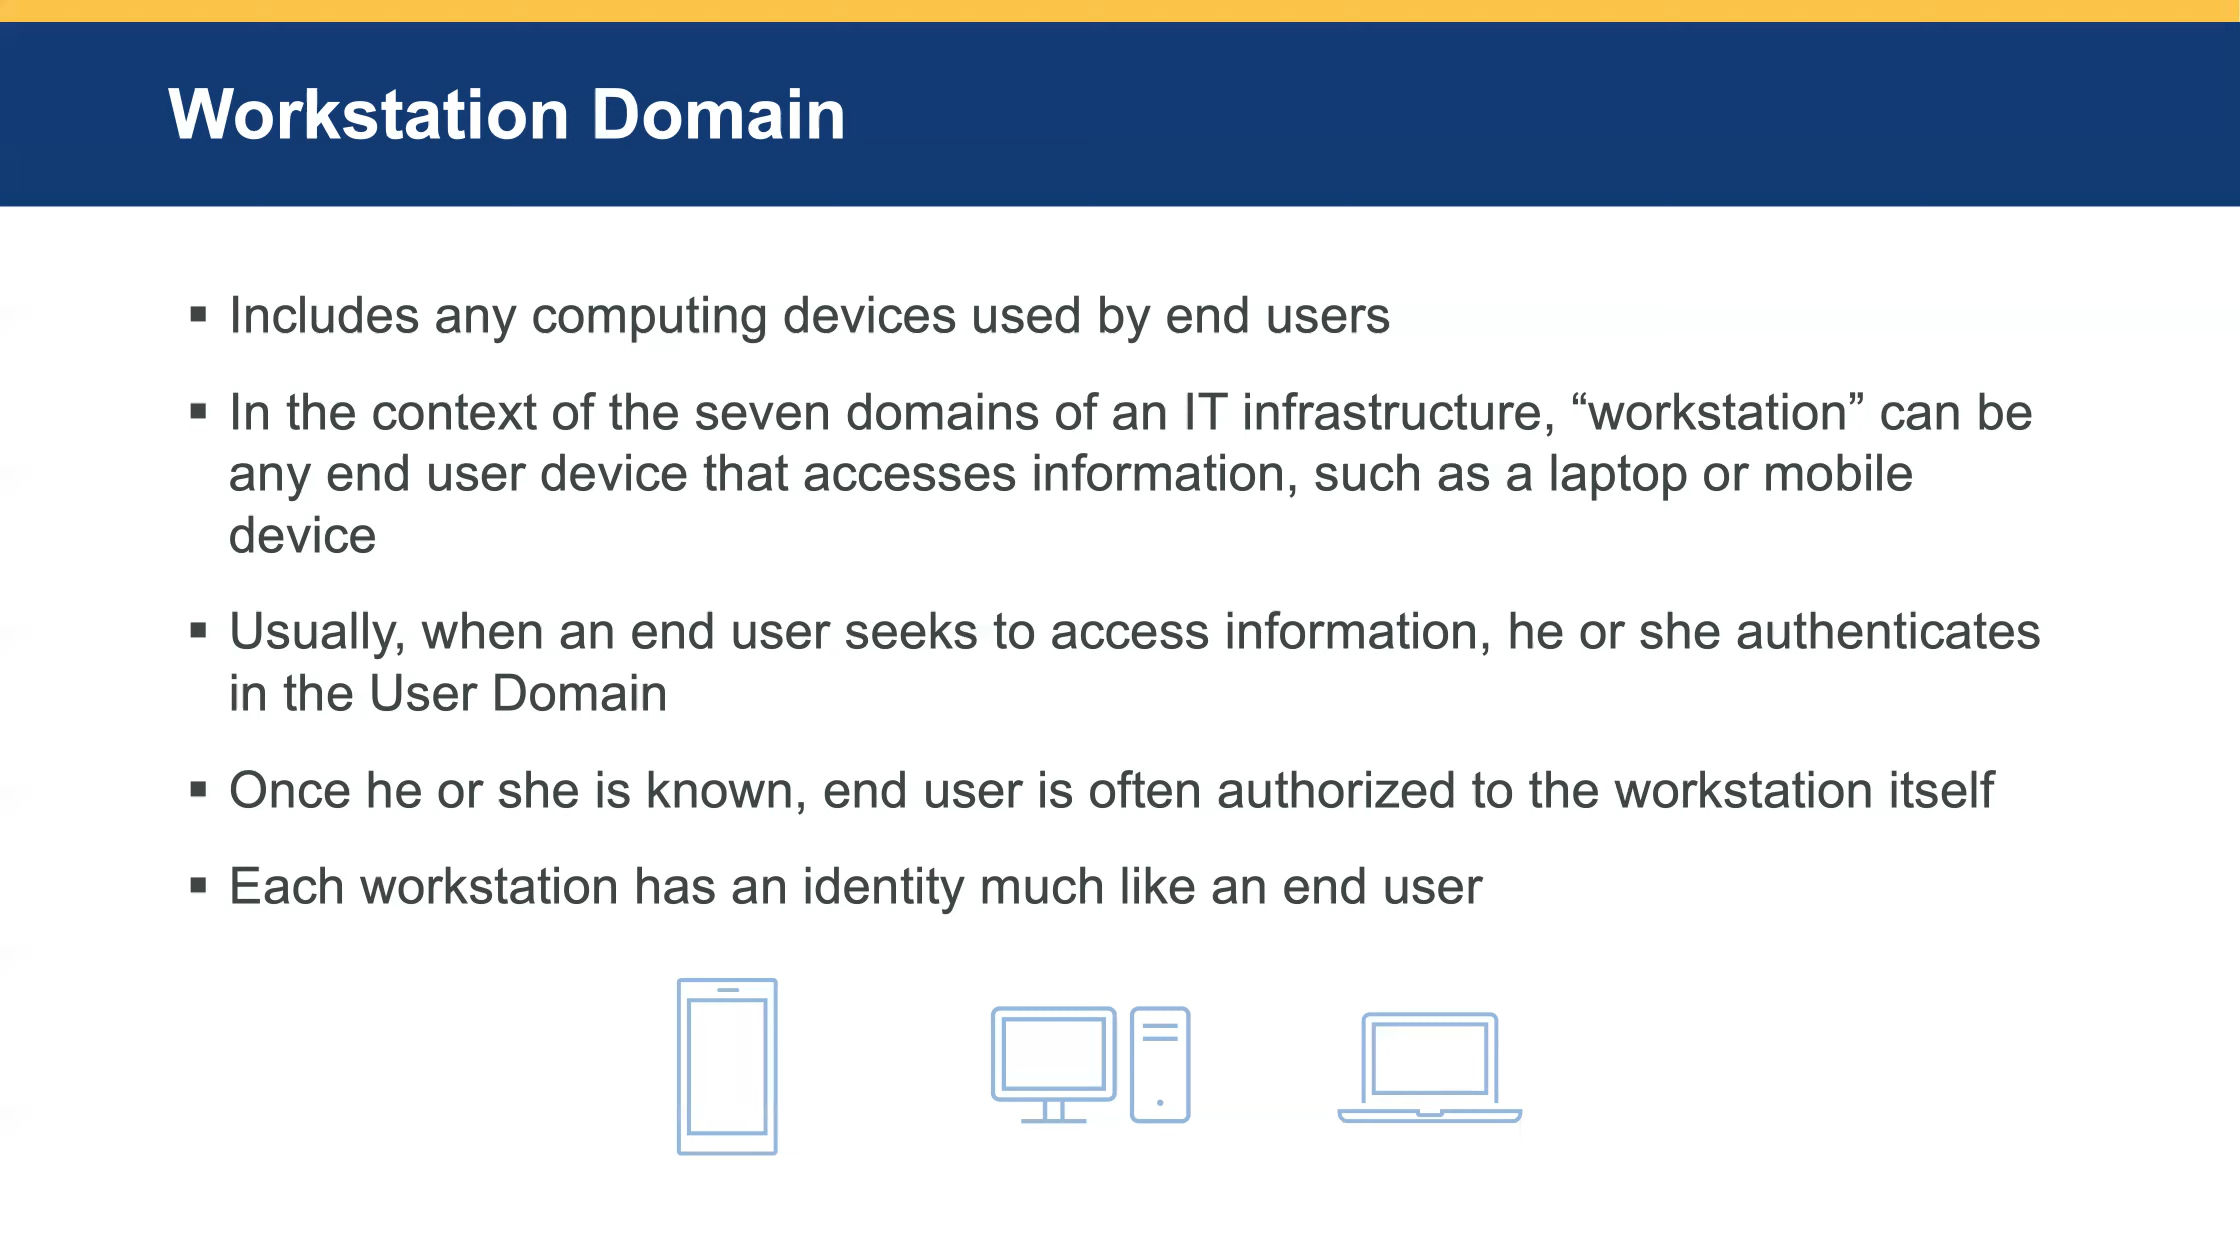 Workstation Domain
▪ Includes any computing devices used by end users
▪ In the context of the seven domains of an IT infrastructure, “workstation” can be
any end user device that accesses information, such as a laptop or mobile
device
▪ Usually, when an end user seeks to access information, he or she authenticates
in the User Domain
▪ Once he or she is known, end user is often authorized to the workstation itself
▪ Each workstation has an identity much like an end user